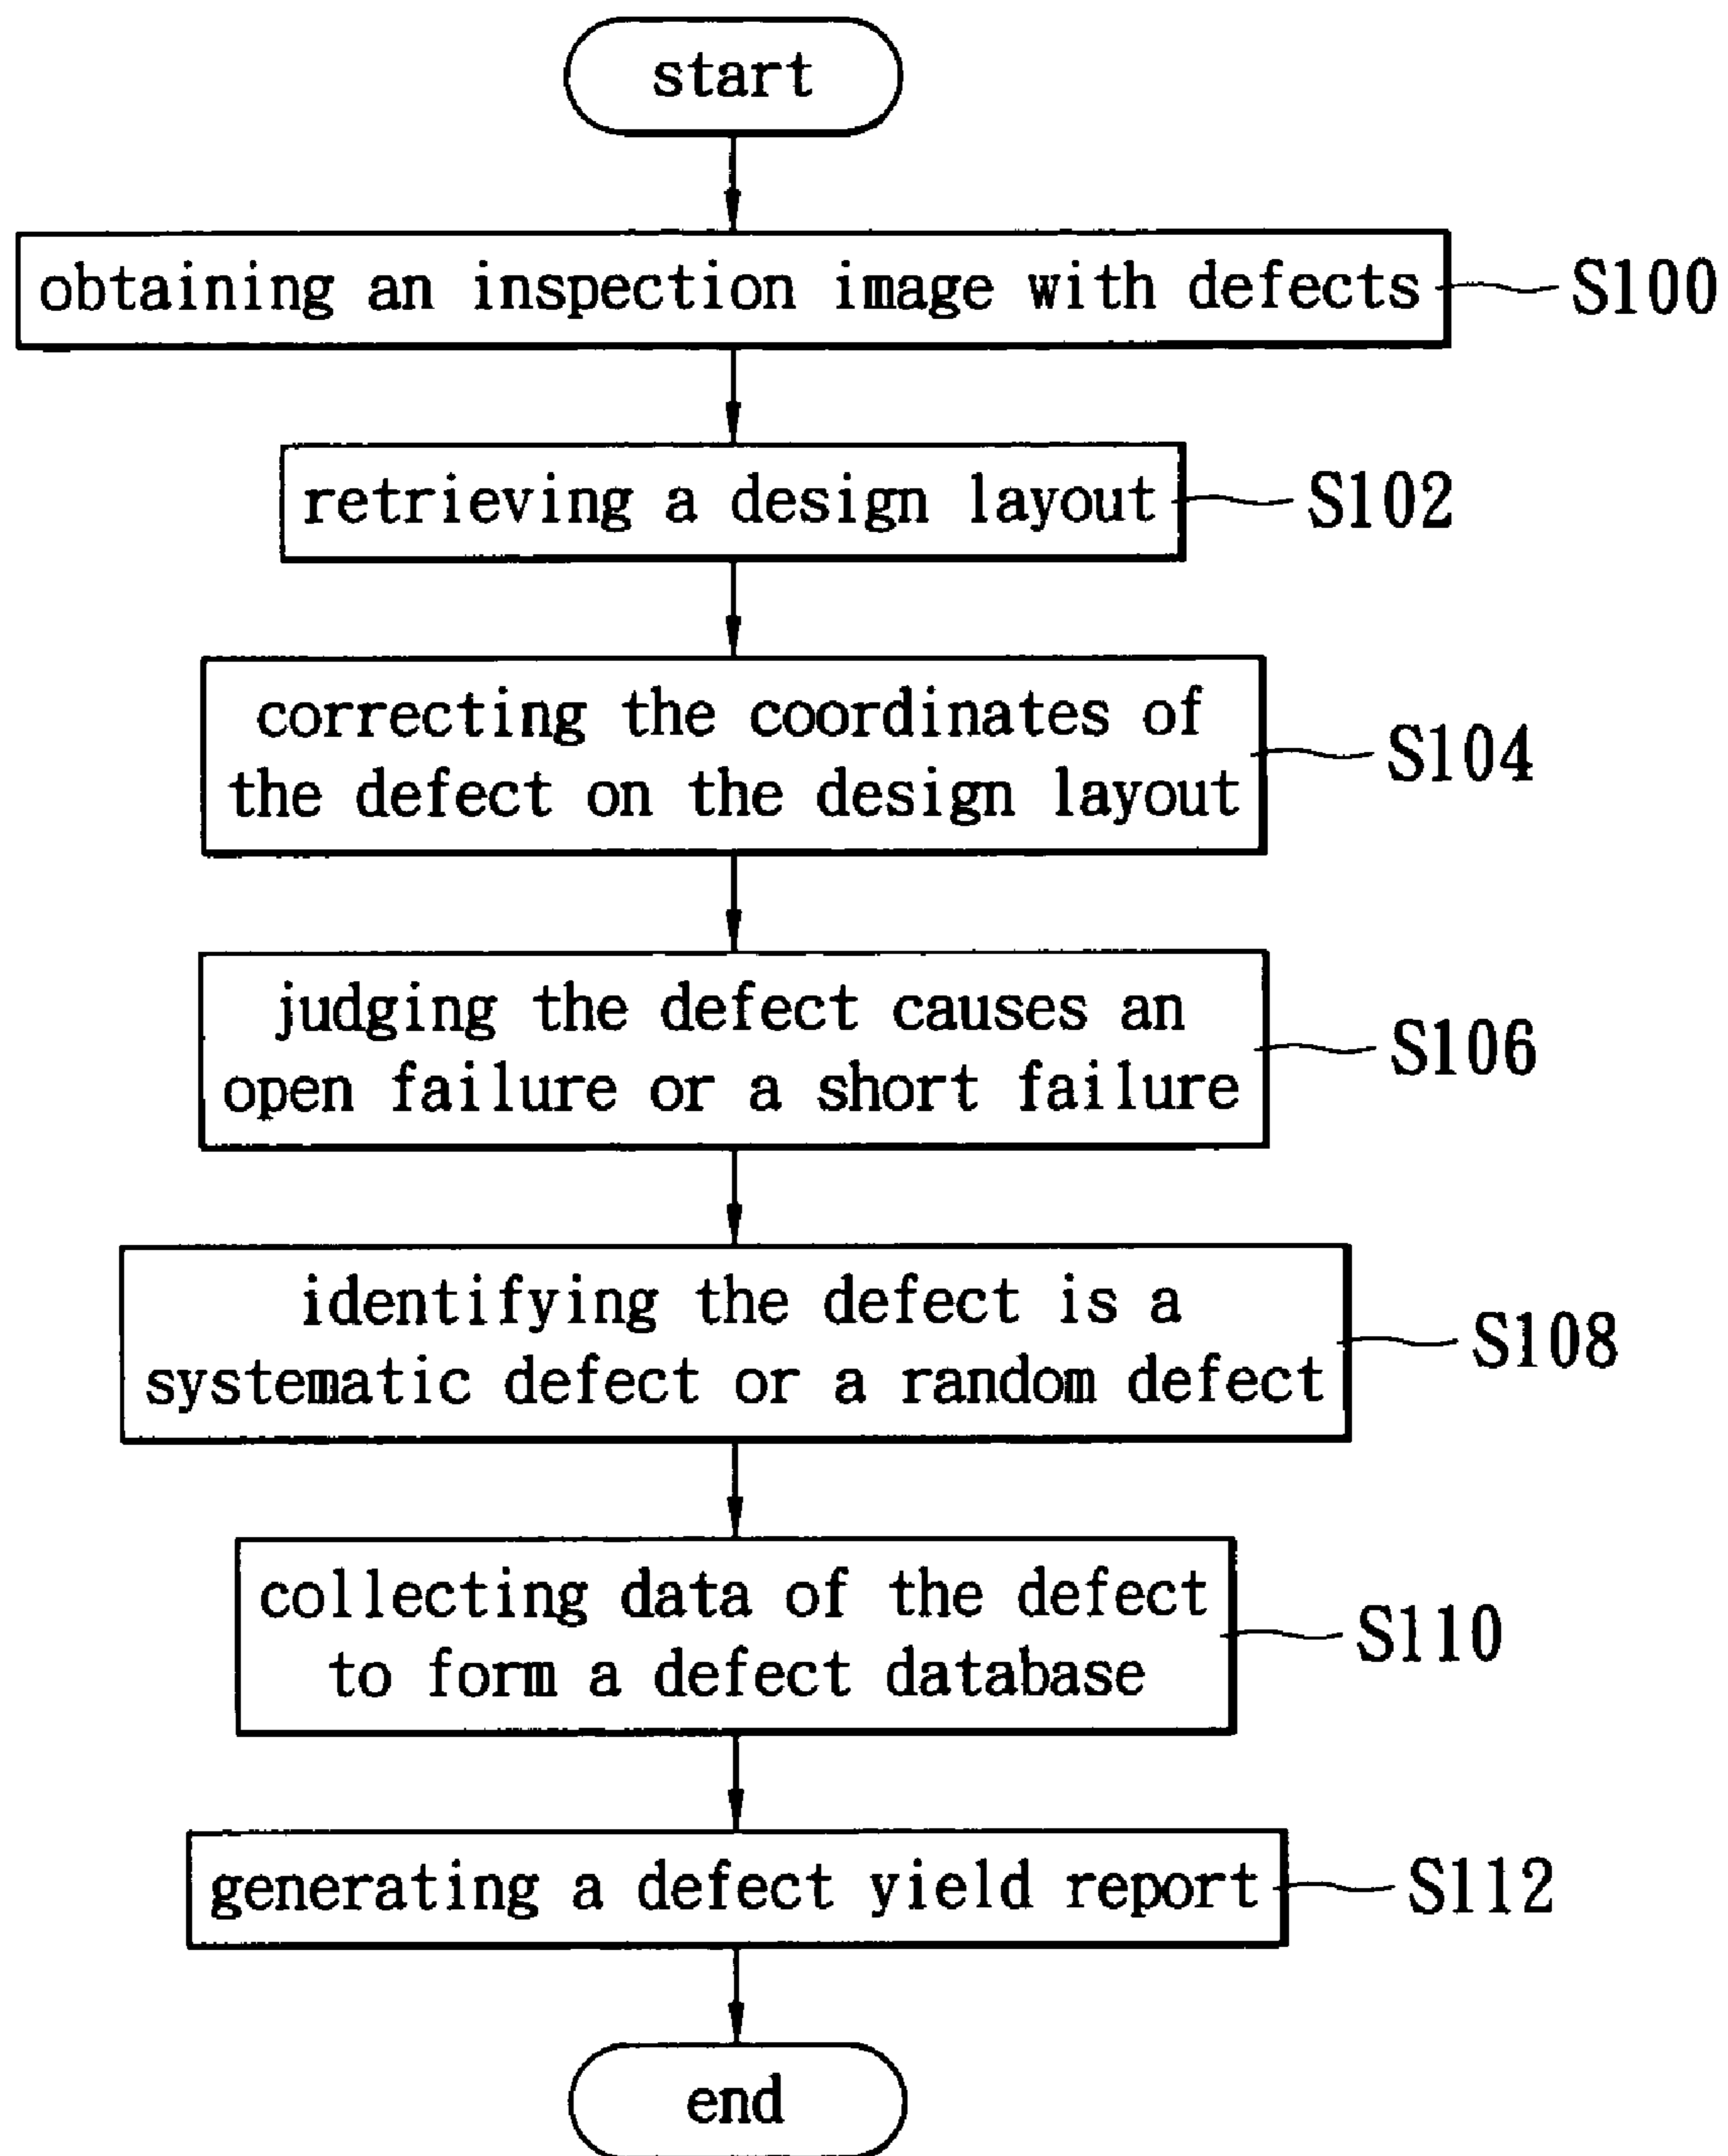 start
obtaining an inspection image with defects
S100
retrieving a design layout
S102
correcting the coordinates of
the defect on the design layout
S104
judging the defect causes an
open failure or a short failure
S106
identifying the defect is a
systematic defect or a random defect
S108
collecting data of the defect
to form a defect database
S110
generating a defect yield report
S112
end